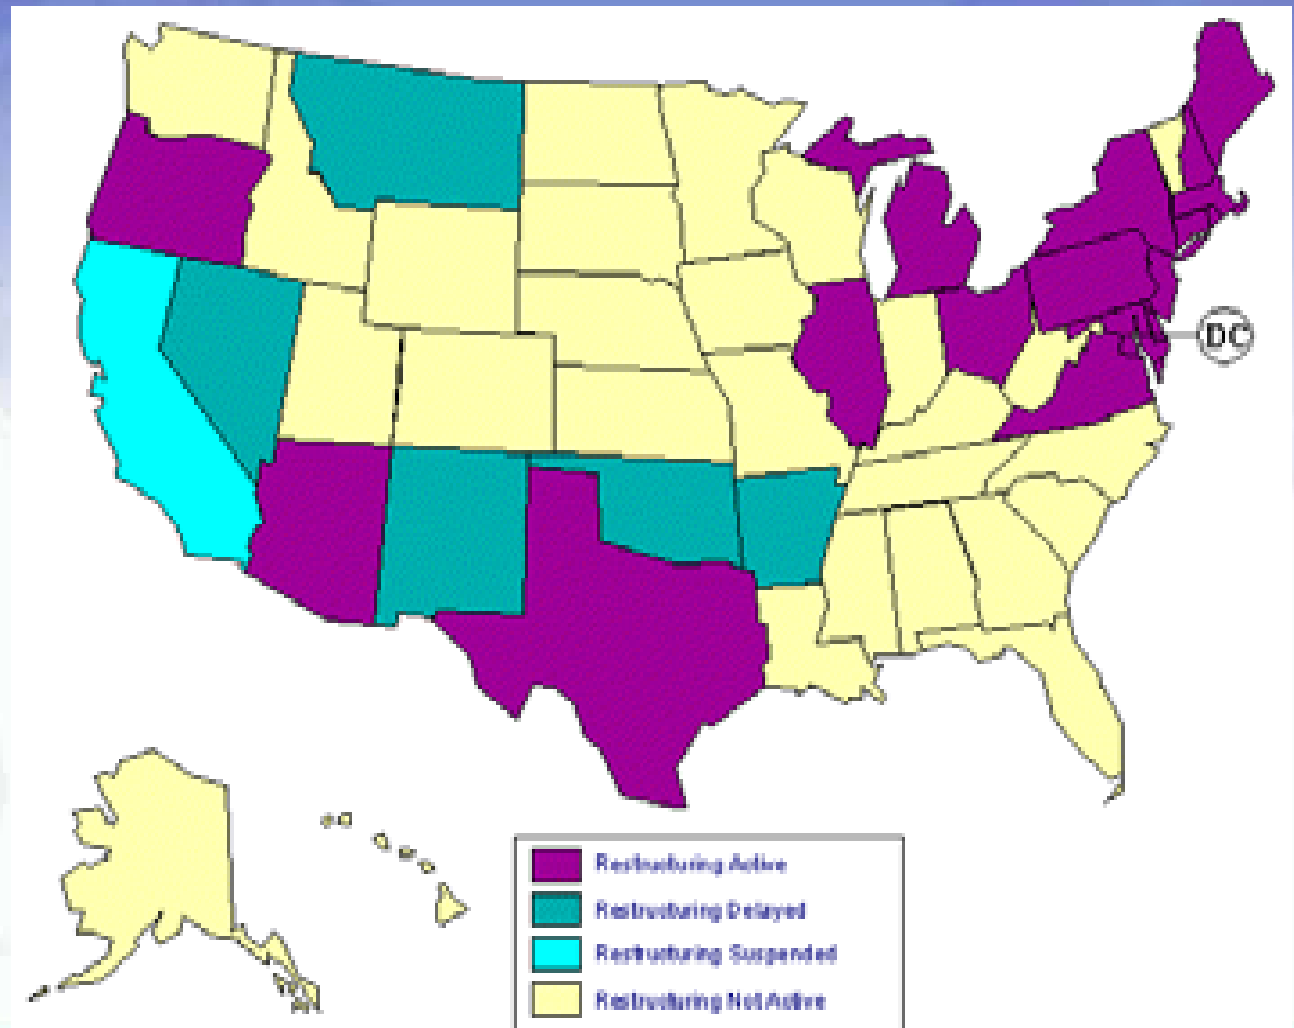 DC
Restructuring Active
Restructuring Delayed
Restructuring Suspended
Restructuring Not Active